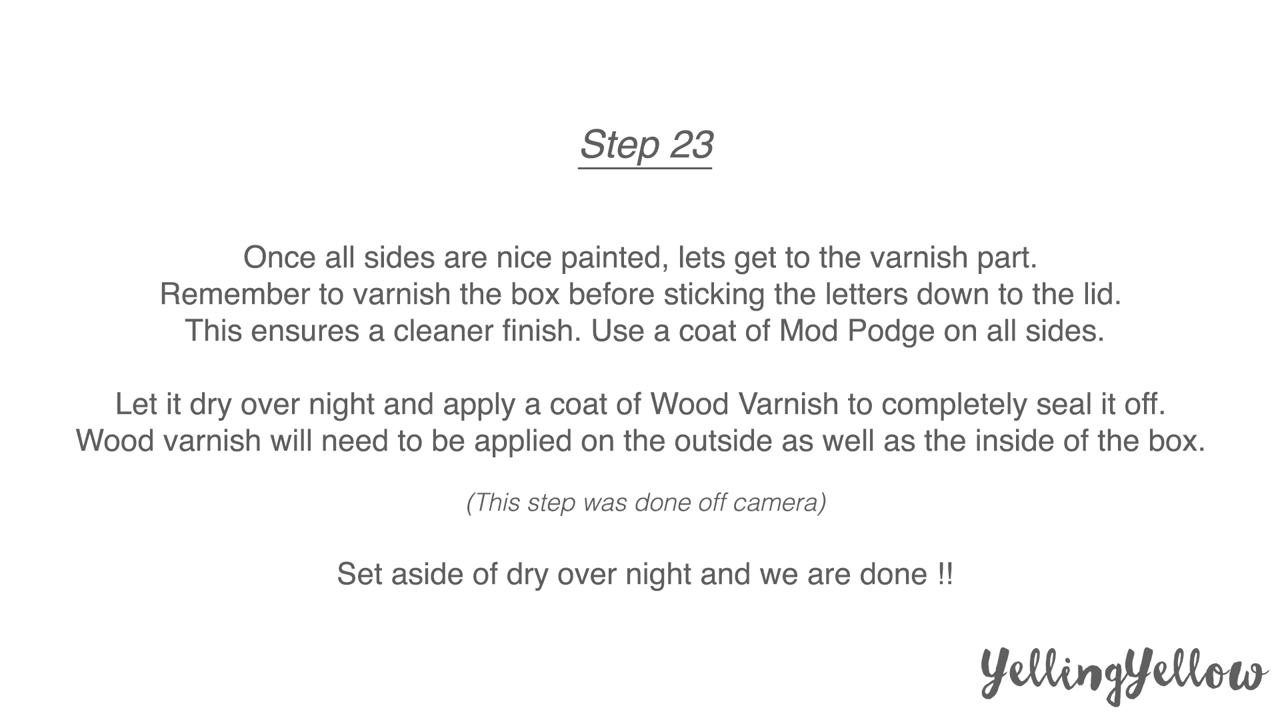 Step 23
Once all sides are nice painted, lets get to the varnish part.
Remember to varnish the box before sticking the letters down to the lid.
This ensures a cleaner finish. Use a coat of Mod Podge on all sides.
Let it dry over night and apply a coat of Wood Varnish to completely seal it off.
Wood varnish will need to be applied on the outside as well as the inside of the box.
(This step was done off camera)
Set aside of dry over night and we are done !!
YellingYellow